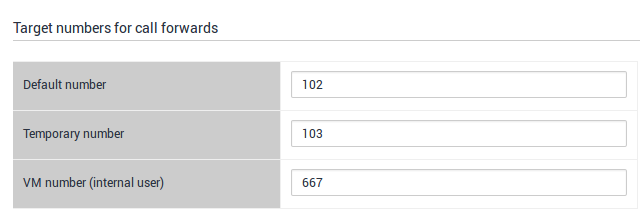 Target numbers for call forwards
Default number 102
Temporary number 103
VM number (internal user) 667